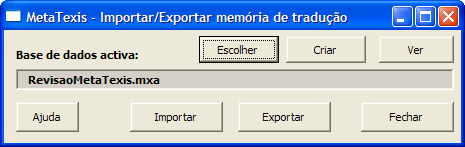 MetaTexis - Importar/Exportar memória de tradução
Base de dados activa:
Escolher
Criar
Ver
RevisaoMetaTexis.mxa
Ajuda
Importar
Exportar
Fechar